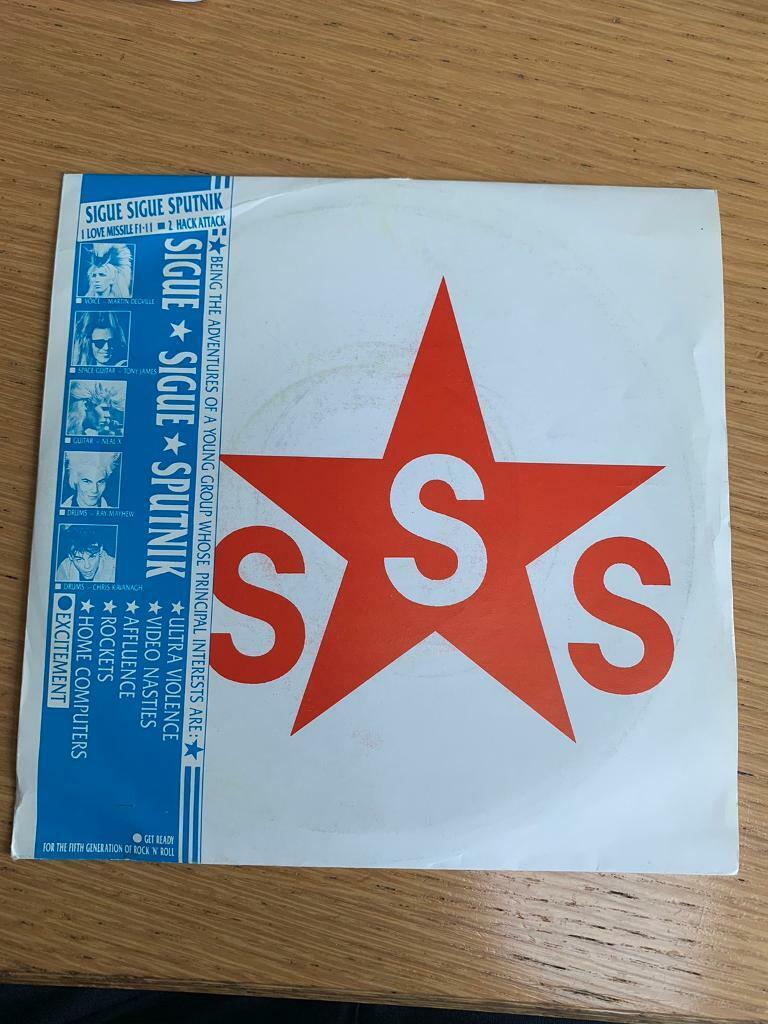 SIGUE SIGUE SPUTNIK
1 LOVE MISSILE F1-11 ■ 2 HACK ATTACK
■ VOICE - MARTIN DEGVILLE
■ SPACE GUITAR - TONY JAMES
■ GUITAR - NEAL X
■ DRUMS - RAY MAYHEW
■ DRUMS - CHRIS KAVANAGH
SIGUE ★ SIGUE ★ SPUTNIK
★ BEING THE ADVENTURES OF A YOUNG GROUP WHOSE PRINCIPAL INTERESTS ARE: ★
★ ULTRA VIOLENCE
★ VIDEO NASTIES
★ AFFLUENCE
★ ROCKETS
★ HOME COMPUTERS
● EXCITEMENT
● GET READY
FOR THE FIFTH GENERATION OF ROCK 'N' ROLL
S S S